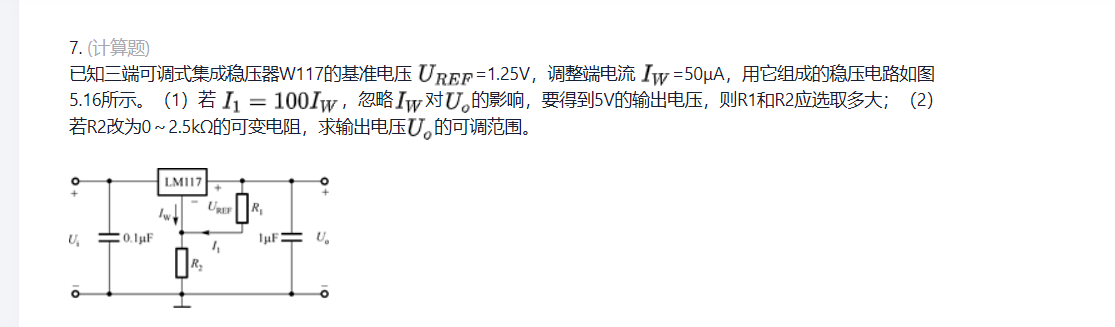 7. (计算题)
已知三端可调式集成稳压器W117的基准电压 U_REF=1.25V，调整端电流 I_W=50μA，用它组成的稳压电路如图
5.16所示。（1）若 I_1 = 100I_W，忽略I_W对U_o的影响，要得到5V的输出电压，则R1和R2应选取多大；（2）
若R2改为0～2.5kΩ的可变电阻，求输出电压U_o的可调范围。
LM117
+ + +
I_W − U_REF R_1
U_i 0.1μF I_1 1μF U_o
R_2